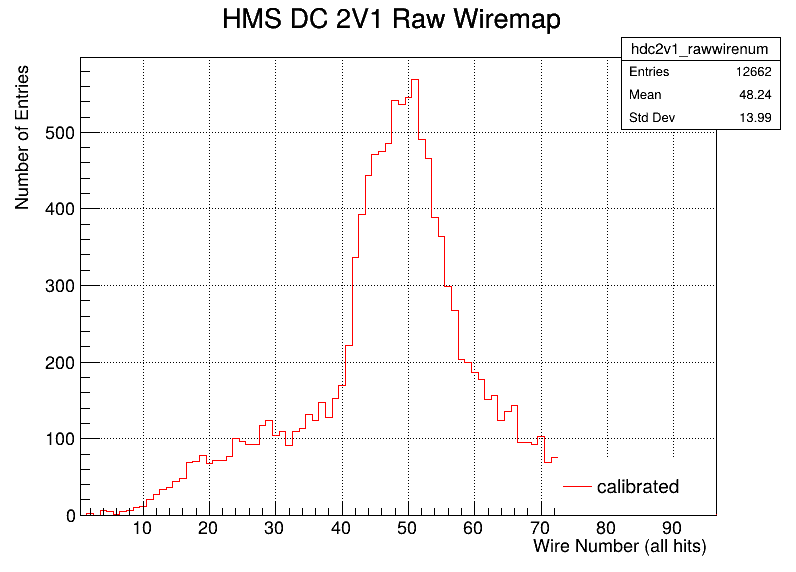 HMS DC 2V1 Raw Wiremap
hdc2v1_rawwirenum
Entries 12662
Mean 48.24
Std Dev 13.99
Number of Entries
500
400
300
200
100
0
calibrated
10 20 30 40 50 60 70 80 90
Wire Number (all hits)